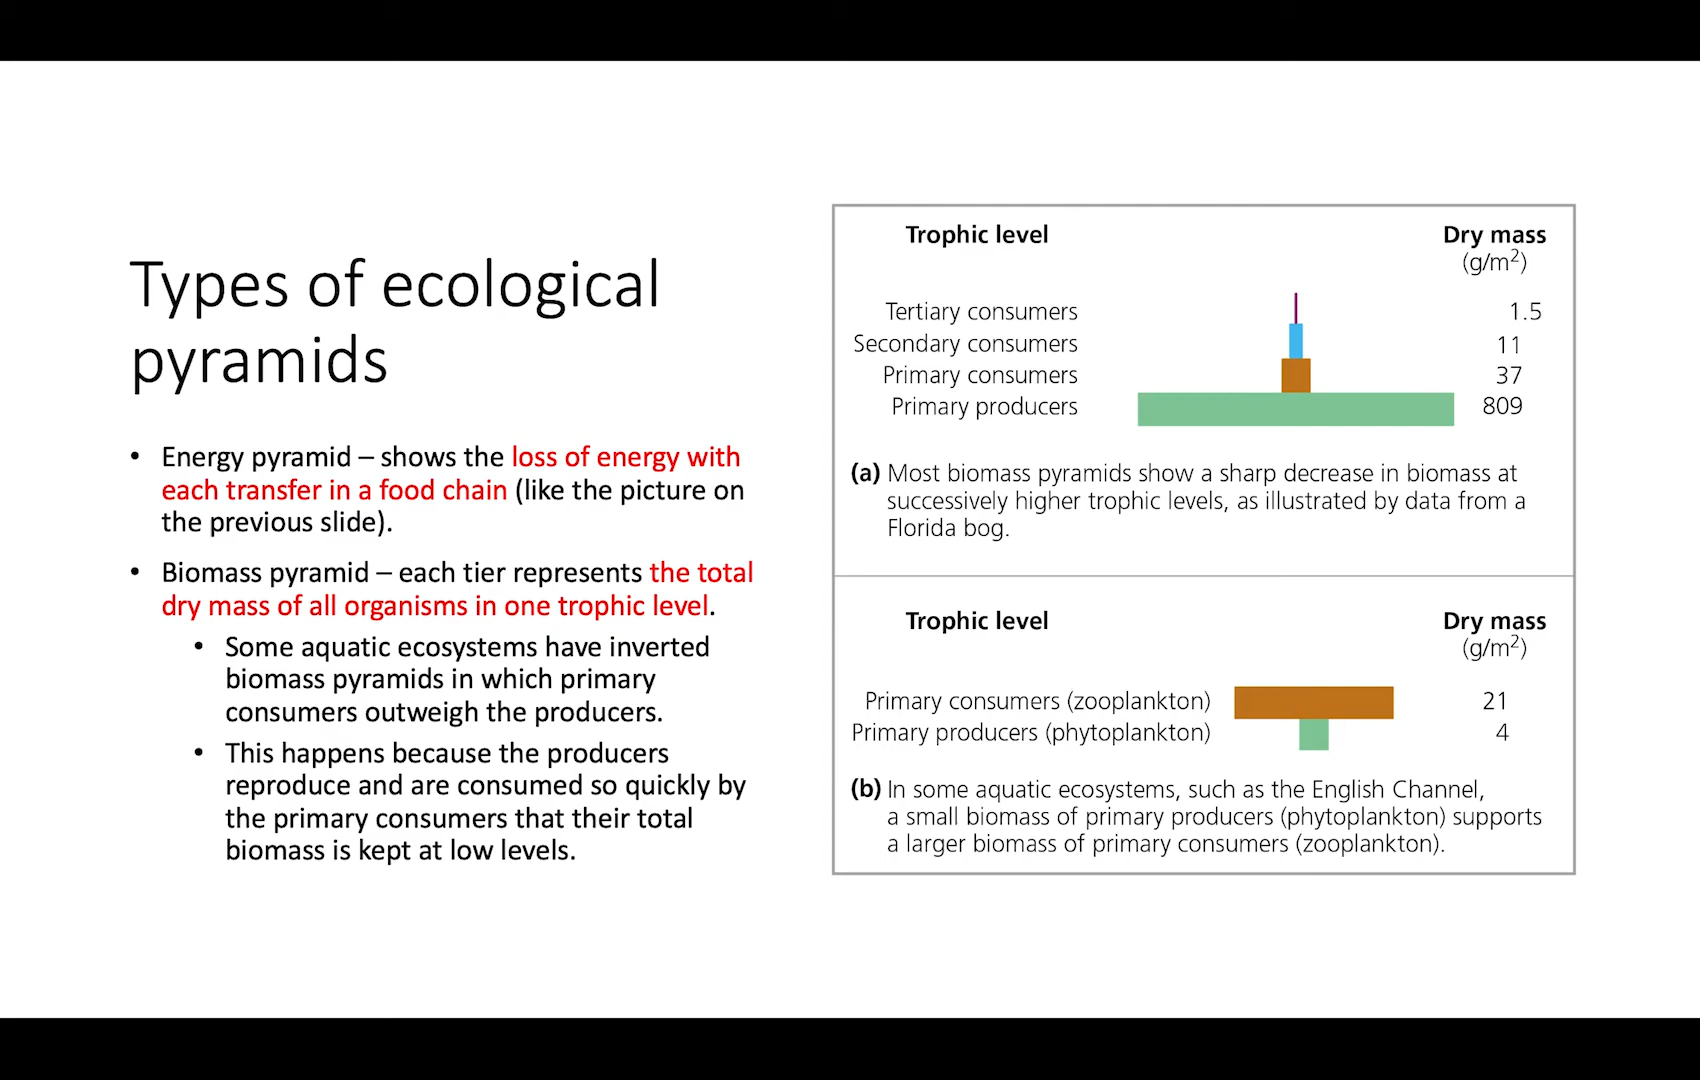 Types of ecological
pyramids
• Energy pyramid – shows the loss of energy with
each transfer in a food chain (like the picture on
the previous slide).
• Biomass pyramid – each tier represents the total
dry mass of all organisms in one trophic level.
• Some aquatic ecosystems have inverted
biomass pyramids in which primary
consumers outweigh the producers.
• This happens because the producers
reproduce and are consumed so quickly by
the primary consumers that their total
biomass is kept at low levels.
Trophic level Dry mass
(g/m²)
Tertiary consumers 1.5
Secondary consumers 11
Primary consumers 37
Primary producers 809
(a) Most biomass pyramids show a sharp decrease in biomass at
successively higher trophic levels, as illustrated by data from a
Florida bog.
Trophic level Dry mass
(g/m²)
Primary consumers (zooplankton) 21
Primary producers (phytoplankton) 4
(b) In some aquatic ecosystems, such as the English Channel,
a small biomass of primary producers (phytoplankton) supports
a larger biomass of primary consumers (zooplankton).